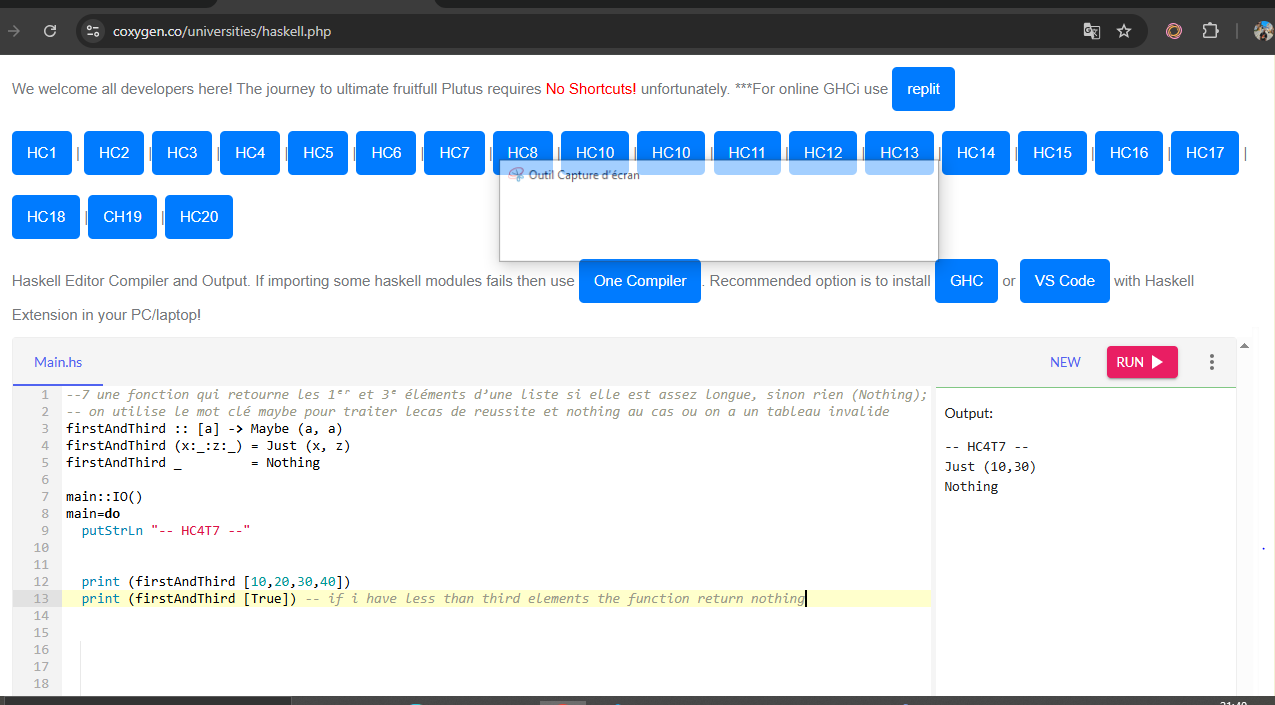 coxygen.co/universities/haskell.php
We welcome all developers here! The journey to ultimate fruitfull Plutus requires No Shortcuts! unfortunately. ***For online GHCi use replit
HC1 | HC2 | HC3 | HC4 | HC5 | HC6 | HC7 | HC8 | HC10 | HC10 | HC11 | HC12 | HC13 | HC14 | HC15 | HC16 | HC17 |
Outil Capture d'écran
HC18 | CH19 | HC20
Haskell Editor Compiler and Output. If importing some haskell modules fails then use One Compiler. Recommended option is to install GHC or VS Code with Haskell
Extension in your PC/laptop!
Main.hs NEW RUN
1 --7 une fonction qui retourne les 1ᵉʳ et 3ᵉ éléments d’une liste si elle est assez longue, sinon rien (Nothing);
2 -- on utilise le mot clé maybe pour traiter lecas de reussite et nothing au cas ou on a un tableau invalide
3 firstAndThird :: [a] -> Maybe (a, a)
4 firstAndThird (x:_:z:_) = Just (x, z)
5 firstAndThird _ = Nothing
6
7 main::IO()
8 main=do
9 putStrLn "-- HC4T7 --"
10
11
12 print (firstAndThird [10,20,30,40])
13 print (firstAndThird [True]) -- if i have less than third elements the function return nothing
14
15
16
17
18
Output:
-- HC4T7 --
Just (10,30)
Nothing